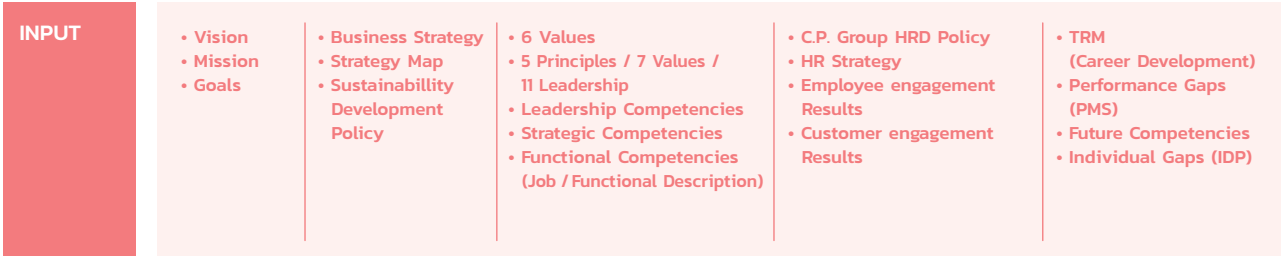 INPUT
• Vision
• Mission
• Goals
• Business Strategy
• Strategy Map
• Sustainabillity
Development
Policy
• 6 Values
• 5 Principles / 7 Values /
11 Leadership
• Leadership Competencies
• Strategic Competencies
• Functional Competencies
(Job / Functional Description)
• C.P. Group HRD Policy
• HR Strategy
• Employee engagement
Results
• Customer engagement
Results
• TRM
(Career Development)
• Performance Gaps
(PMS)
• Future Competencies
• Individual Gaps (IDP)